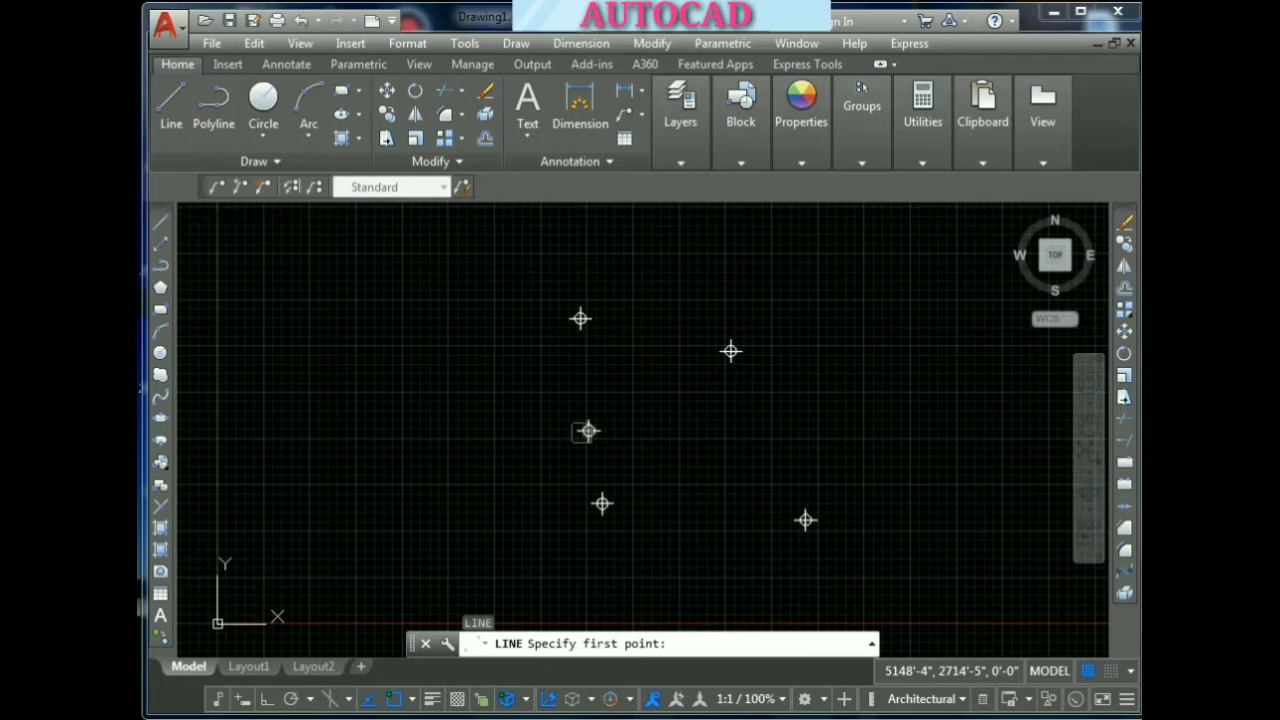 AUTOCAD
Drawing1.
In
File Edit View Insert Format Tools Draw Dimension Modify Parametric Window Help Express
Home Insert Annotate Parametric View Manage Output Add-ins A360 Featured Apps Express Tools
Line Polyline Circle Arc Text Dimension Layers Block Properties Groups Utilities Clipboard View
Draw Modify Annotation
Standard
N
W TOP E
S
WCS
Y
X
LINE
LINE Specify first point:
Model Layout1 Layout2 +
5148'-4", 2714'-5", 0'-0" MODEL
1:1 / 100% Architectural